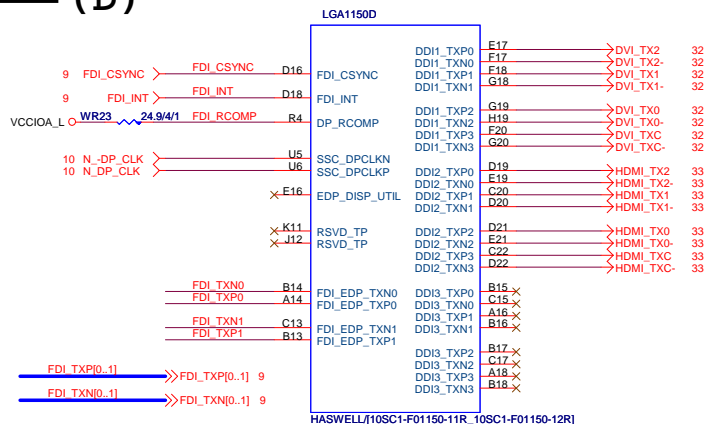 (D)
LGA1150D
9 FDI_CSYNC FDI_CSYNC D16 FDI_CSYNC
9 FDI_INT FDI_INT D18 FDI_INT
VCCIOA_L WR23 24.9/4/1 FDI_RCOMP R4 DP_RCOMP
10 N_-DP_CLK U5 SSC_DPCLKN
10 N_DP_CLK U6 SSC_DPCLKP
E16 EDP_DISP_UTIL
K11 RSVD_TP
J12 RSVD_TP
FDI_TXN0 B14 FDI_EDP_TXN0
FDI_TXP0 A14 FDI_EDP_TXP0
FDI_TXN1 C13 FDI_EDP_TXN1
FDI_TXP1 B13 FDI_EDP_TXP1
FDI_TXP[0..1] FDI_TXP[0..1] 9
FDI_TXN[0..1] FDI_TXN[0..1] 9
DDI1_TXP0 E17 DVI_TX2 32
DDI1_TXN0 F17 DVI_TX2- 32
DDI1_TXP1 F18 DVI_TX1 32
DDI1_TXN1 G18 DVI_TX1- 32
DDI1_TXP2 G19 DVI_TX0 32
DDI1_TXN2 H19 DVI_TX0- 32
DDI1_TXP3 F20 DVI_TXC 32
DDI1_TXN3 G20 DVI_TXC- 32
DDI2_TXP0 D19 HDMI_TX2 33
DDI2_TXN0 E19 HDMI_TX2- 33
DDI2_TXP1 C20 HDMI_TX1 33
DDI2_TXN1 D20 HDMI_TX1- 33
DDI2_TXP2 D21 HDMI_TX0 33
DDI2_TXN2 E21 HDMI_TX0- 33
DDI2_TXP3 C22 HDMI_TXC 33
DDI2_TXN3 D22 HDMI_TXC- 33
DDI3_TXP0 B15
DDI3_TXN0 C15
DDI3_TXP1 A16
DDI3_TXN1 B16
DDI3_TXP2 B17
DDI3_TXN2 C17
DDI3_TXP3 A18
DDI3_TXN3 B18
HASWELL/[10SC1-F01150-11R_10SC1-F01150-12R]